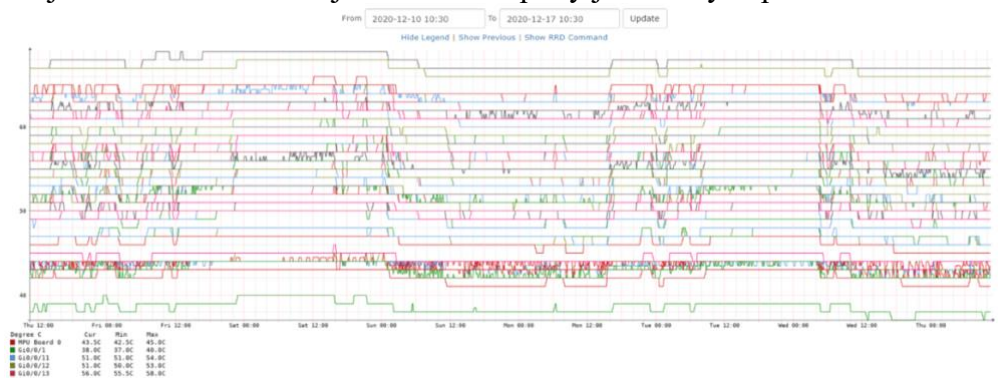 From 2020-12-10 10:30 To 2020-12-17 10:30 Update
Hide Legend | Show Previous | Show RRD Command
60
50
40
Thu 12:00 Fri 00:00 Fri 12:00 Sat 00:00 Sat 12:00 Sun 00:00 Sun 12:00 Mon 00:00 Mon 12:00 Tue 00:00 Tue 12:00 Wed 00:00 Wed 12:00 Thu 00:00
Degree C Cur Min Max
MPU Board 0 43.5C 42.5C 45.0C
Gi0/0/1 38.0C 37.0C 40.0C
Gi0/0/11 51.0C 51.0C 54.0C
Gi0/0/12 51.0C 50.0C 53.0C
Gi0/0/13 56.0C 55.5C 58.0C